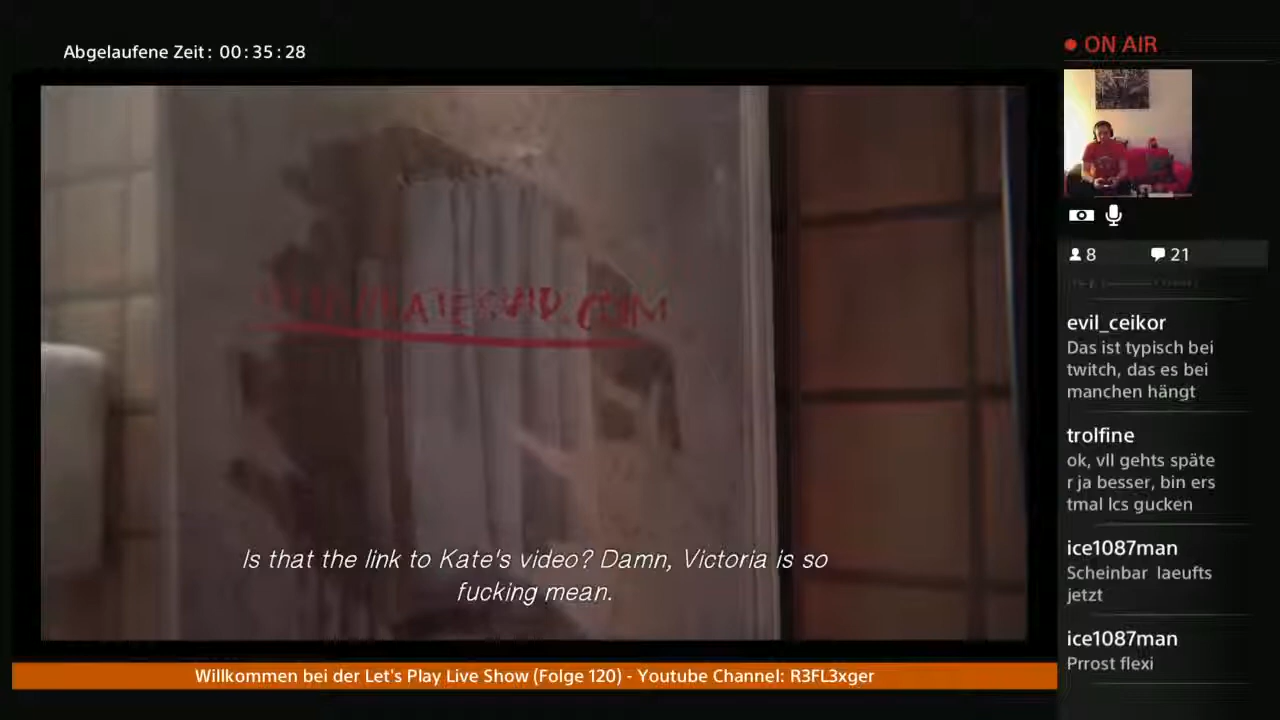 Abgelaufene Zeit: 00:35:28
ON AIR
8
21
evil_ceikor
Das ist typisch bei
twitch, das es bei
manchen hängt
trolfine
ok, vll gehts späte
r ja besser, bin ers
tmal lcs gucken
ice1087man
Scheinbar laeufts
jetzt
ice1087man
Prrost flexi
Is that the link to Kate's video? Damn, Victoria is so
fucking mean.
Willkommen bei der Let's Play Live Show (Folge 120) - Youtube Channel: R3FL3xger